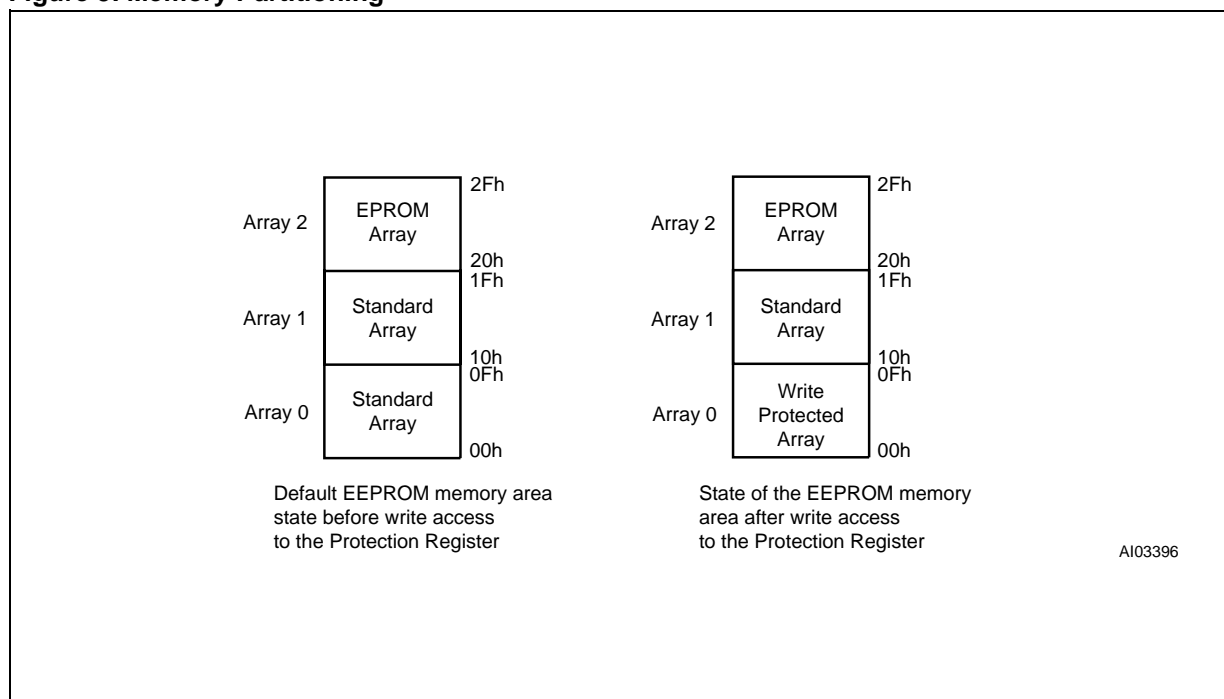 Figure Memory Partitioning
2Fh
Array 2
EPROM
Array
20h
1Fh
Array 1
Standard
Array
10h
0Fh
Array 0
Standard
Array
00h
Default EEPROM memory area
state before write access
to the Protection Register
2Fh
Array 2
EPROM
Array
20h
1Fh
Array 1
Standard
Array
10h
0Fh
Array 0
Write
Protected
Array
00h
State of the EEPROM memory
area after write access
to the Protection Register
AI03396